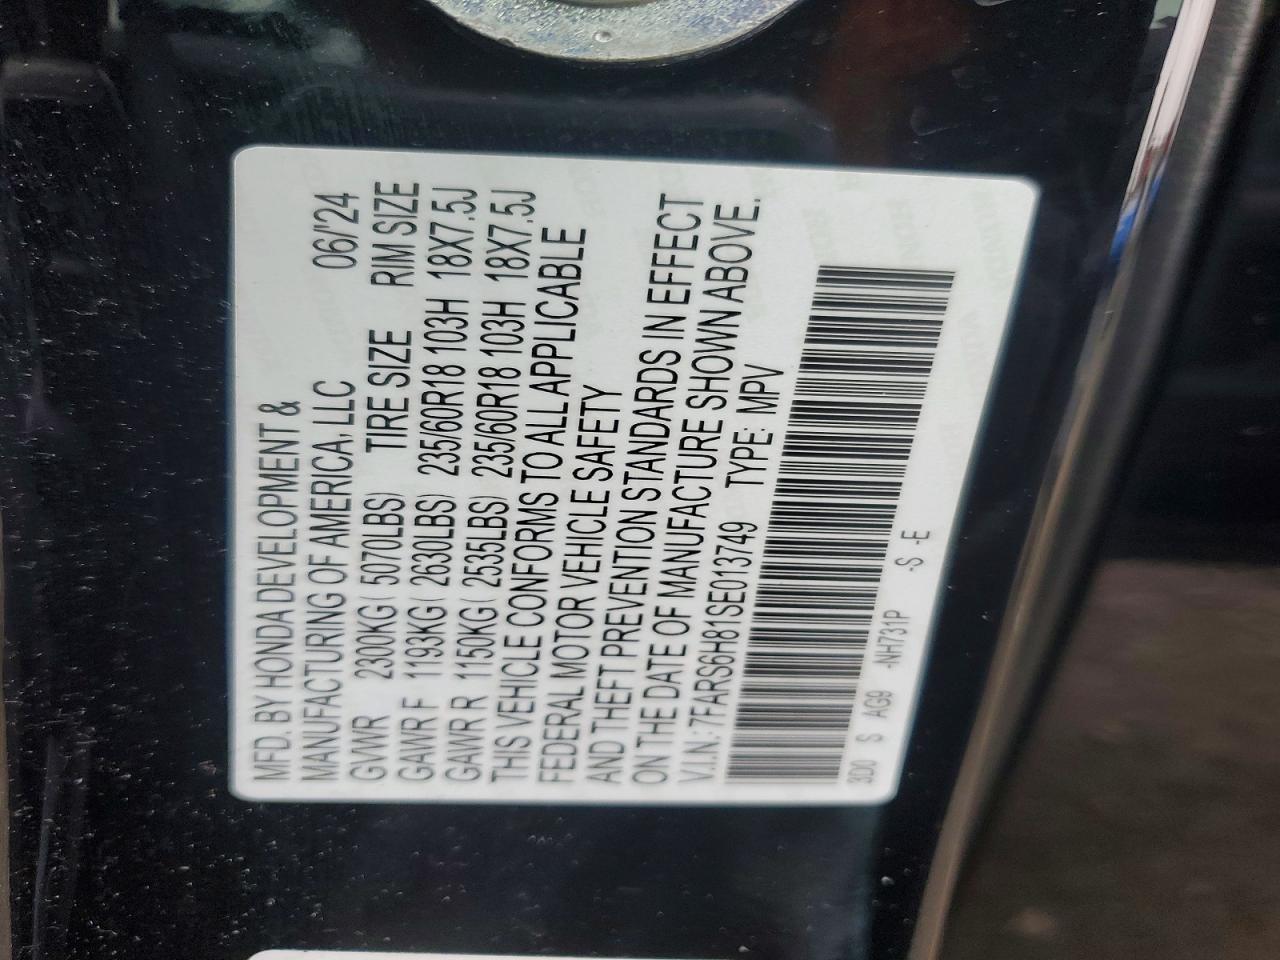 MFD. BY HONDA DEVELOPMENT &
MANUFACTURING OF AMERICA, LLC 06/'24
GVWR 2300KG( 5070LBS) TIRE SIZE RIM SIZE
GAWR F 1193KG( 2630LBS) 235/60R18 103H 18X7.5J
GAWR R 1150KG( 2535LBS) 235/60R18 103H 18X7.5J
THIS VEHICLE CONFORMS TO ALL APPLICABLE
FEDERAL MOTOR VEHICLE SAFETY
AND THEFT PREVENTION STANDARDS IN EFFECT
ON THE DATE OF MANUFACTURE SHOWN ABOVE.
V.I.N.:7FARS6H81SE013749 TYPE: MPV
3D0 S AG9 -NH731P -S -E